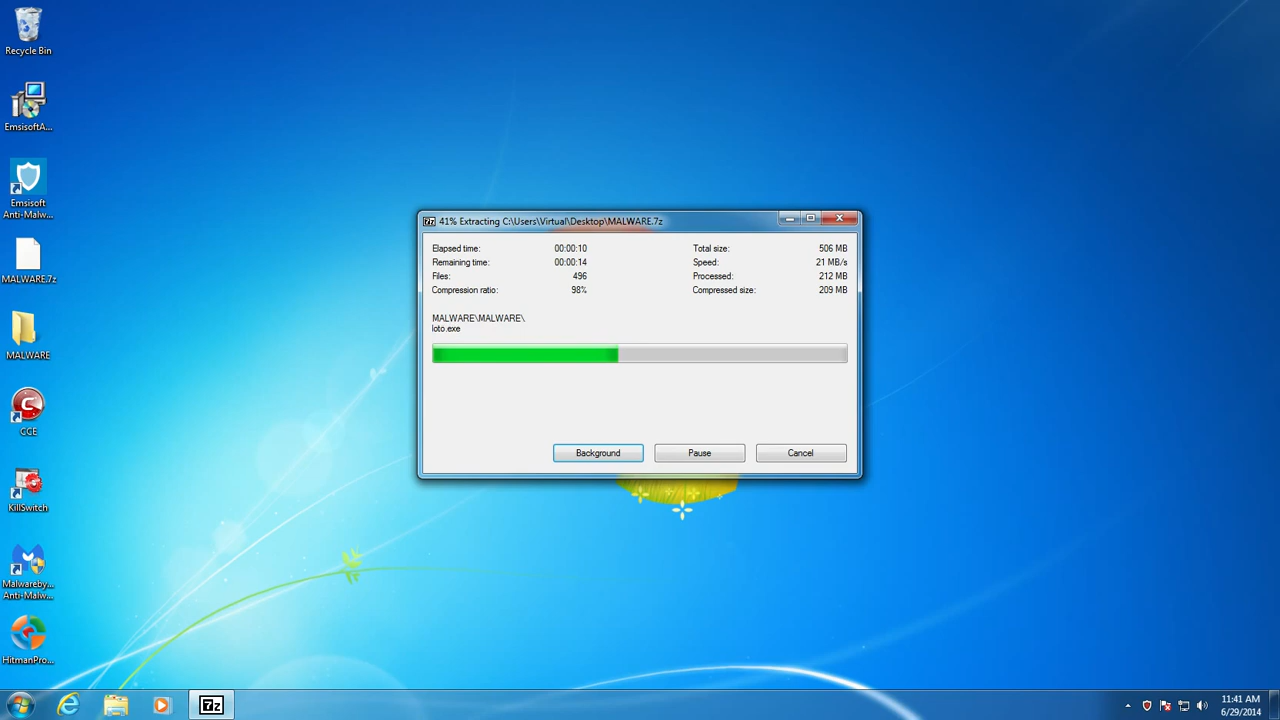 Recycle Bin
EmsisoftA...
Emsisoft
Anti-Malw...
MALWARE.7z
MALWARE
CCE
KillSwitch
Malwareby...
Anti-Malw...
HitmanPro...
41% Extracting C:\Users\Virtual\Desktop\MALWARE.7z
Elapsed time: 00:00:10 Total size: 506 MB
Remaining time: 00:00:14 Speed: 21 MB/s
Files: 496 Processed: 212 MB
Compression ratio: 98% Compressed size: 209 MB
MALWARE\MALWARE\
loto.exe
Background Pause Cancel
7z
11:41 AM
6/29/2014